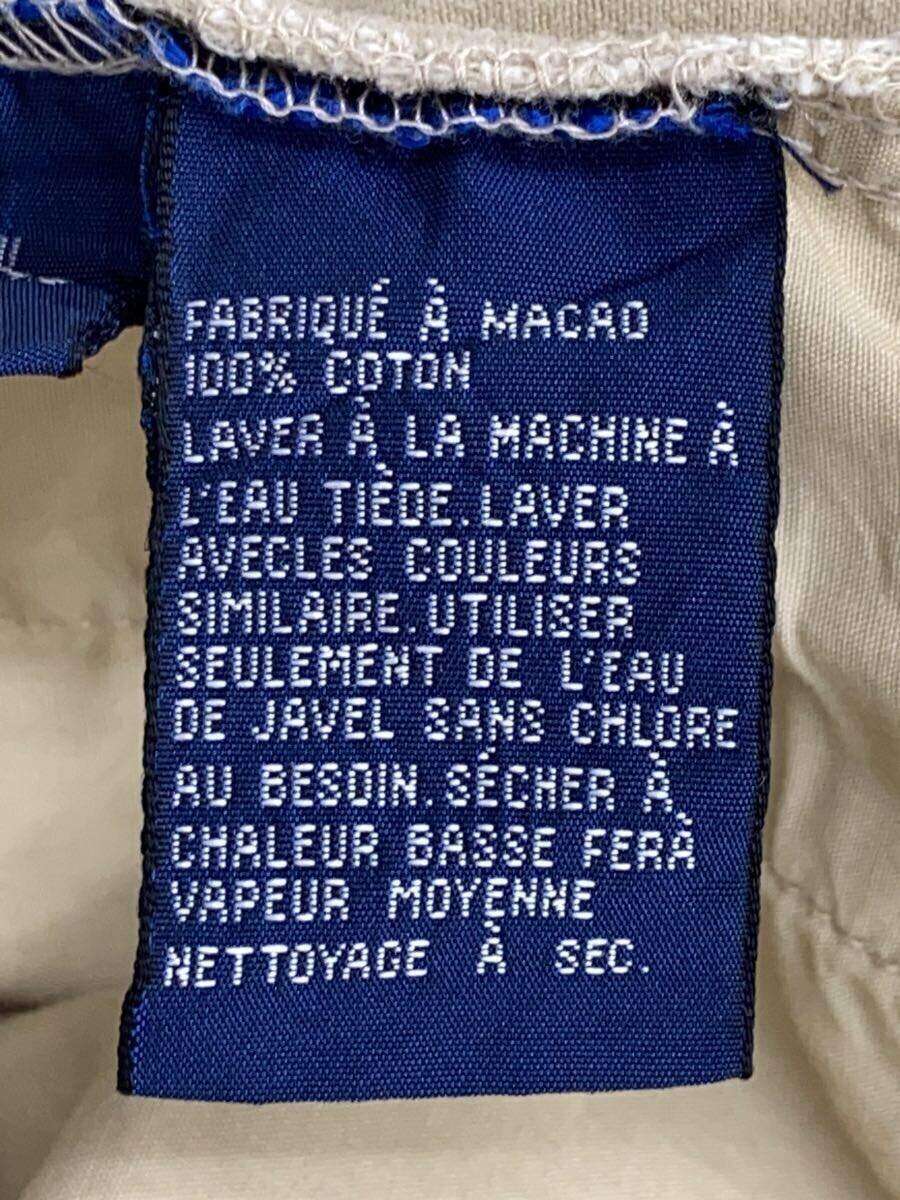 FABRIQUÉ À MACAO
100% COTON
LAVER À LA MACHINE À
L'EAU TIÈDE. LAVER
AVECLES COULEURS
SIMILAIRE. UTILISER
SEULEMENT DE L'EAU
DE JAVEL SANS CHLORE
AU BESOIN. SÉCHER À
CHALEUR BASSE FERÀ
VAPEUR MOYENNE
NETTOYAGE À SEC.